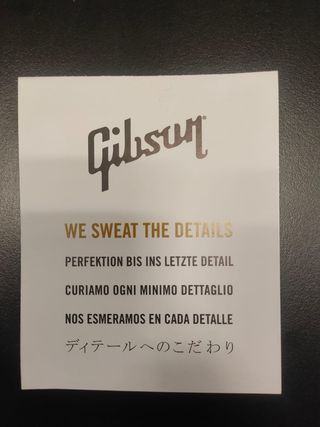 Gibson
WE SWEAT THE DETAILS
PERFEKTION BIS INS LETZTE DETAIL
CURIAMO OGNI MINIMO DETTAGLIO
NOS ESMERAMOS EN CADA DETALLE
ディテールへのこだわり